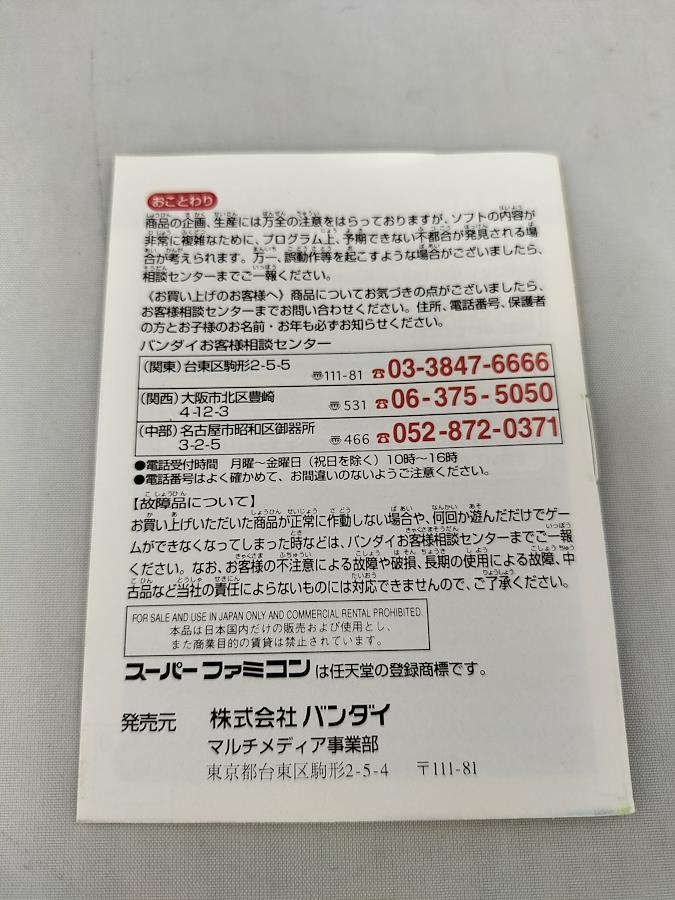 おことわり
商品の企画、生産には万全の注意をはらっておりますが、ソフトの内容が
非常に複雑なために、プログラム上、予期できない不都合が発見される場
合が考えられます。万一、誤動作等を起こすような場合がございましたら、
相談センターまでご一報ください。
《お買い上げのお客様へ》商品についてお気づきの点がございましたら、
お客様相談センターまでお問い合わせください。住所、電話番号、保護者
の方とお子様のお名前・お年も必ずお知らせください。
バンダイお客様相談センター
(関東)台東区駒形2-5-5 〠111-81 ☎03-3847-6666
(関西)大阪市北区豊崎
4-12-3 〠531 ☎06-375-5050
(中部)名古屋市昭和区御器所
3-2-5 〠466 ☎052-872-0371
●電話受付時間 月曜〜金曜日(祝日を除く)10時〜16時
●電話番号はよく確かめて、お間違いのないようご注意ください。
【故障品について】
お買い上げいただいた商品が正常に作動しない場合や、何回か遊んだだけでゲー
ムができなくなってしまった時などは、バンダイお客様相談センターまでご一報
ください。なお、お客様の不注意による故障や破損、長期の使用による故障、中
古品など当社の責任によらないものには対応できませんので、ご了承ください。
FOR SALE AND USE IN JAPAN ONLY AND COMMERCIAL RENTAL PROHIBITED.
本品は日本国内だけの販売および使用とし、
また商業目的の賃貸は禁止されています。
スーパーファミコンは任天堂の登録商標です。
発売元 株式会社 バンダイ
マルチメディア事業部
東京都台東区駒形2-5-4 〒111-81